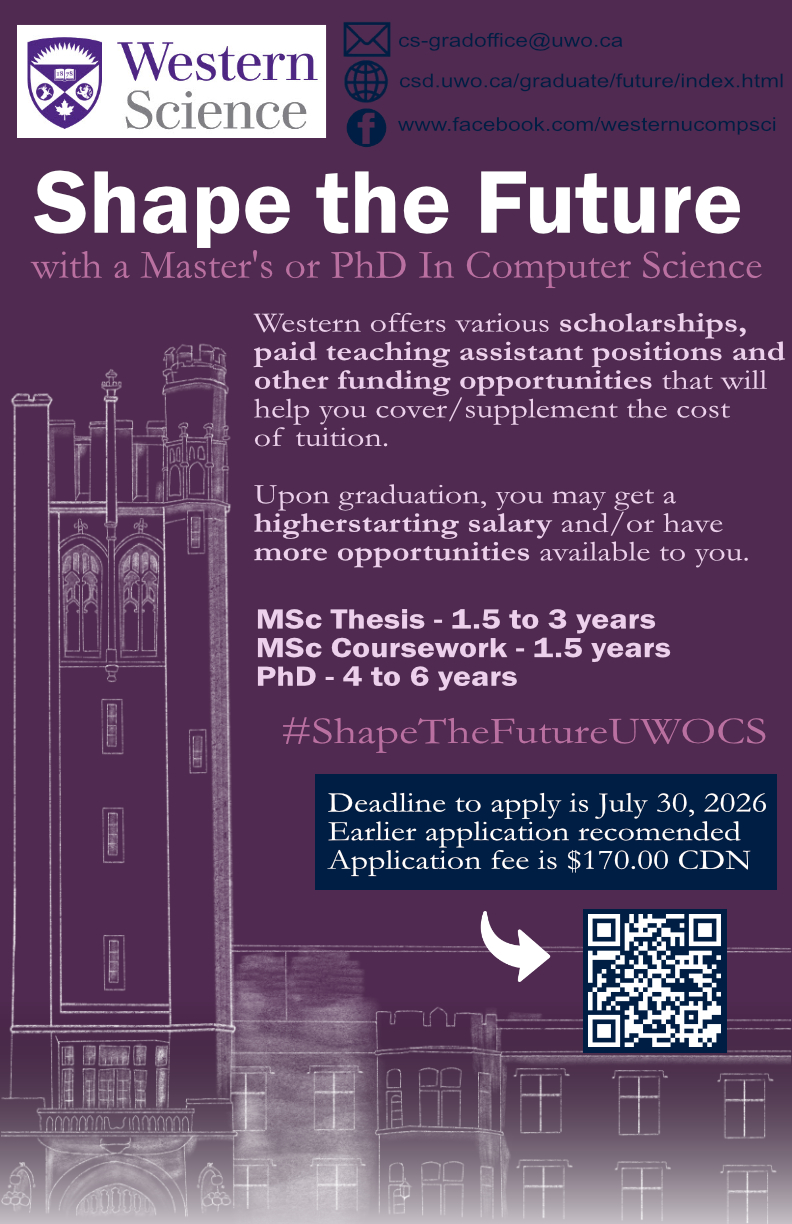 Western
Science
cs-gradoffice@uwo.ca
csd.uwo.ca/graduate/future/index.html
www.facebook.com/westernucompsci
Shape the Future
with a Master's or PhD In Computer Science
Western offers various scholarships,
paid teaching assistant positions and
other funding opportunities that will
help you cover/supplement the cost
of tuition.
Upon graduation, you may get a
higherstarting salary and/or have
more opportunities available to you.
MSc Thesis - 1.5 to 3 years
MSc Coursework - 1.5 years
PhD - 4 to 6 years
#ShapeTheFutureUWOCS
Deadline to apply is July 30, 2026
Earlier application recomended
Application fee is $170.00 CDN